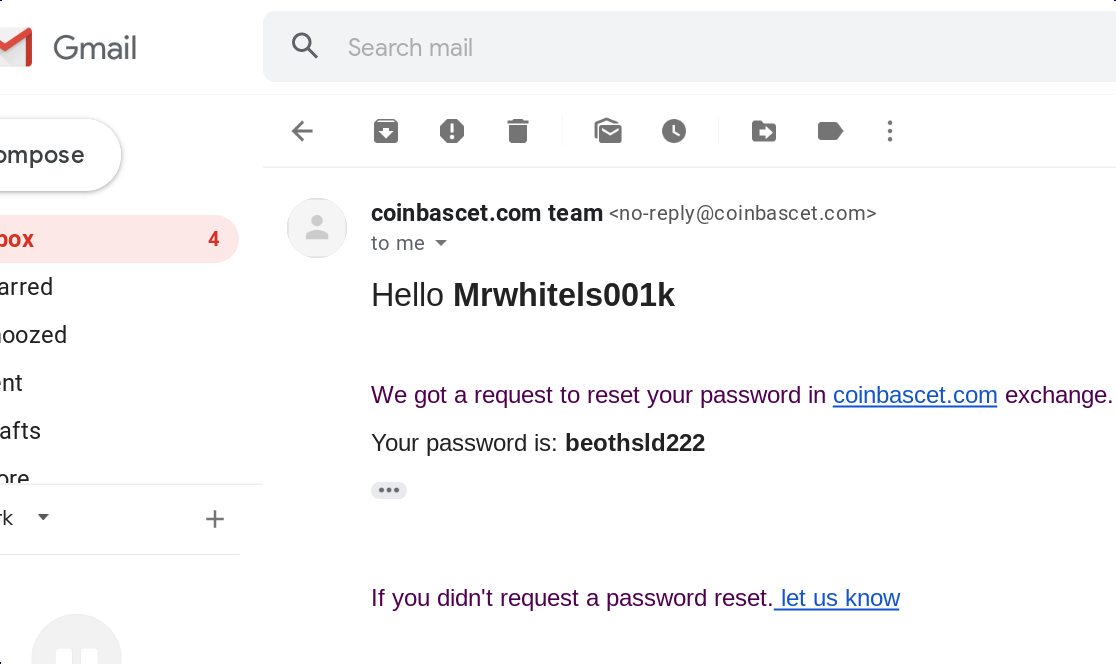 Gmail
Search mail
ompose
box 4
arred
oozed
ent
afts
ore
rk
coinbascet.com team <no-reply@coinbascet.com>
to me
Hello Mrwhitels001k
We got a request to reset your password in coinbascet.com exchange.
Your password is: beothsld222
If you didn't request a password reset. let us know